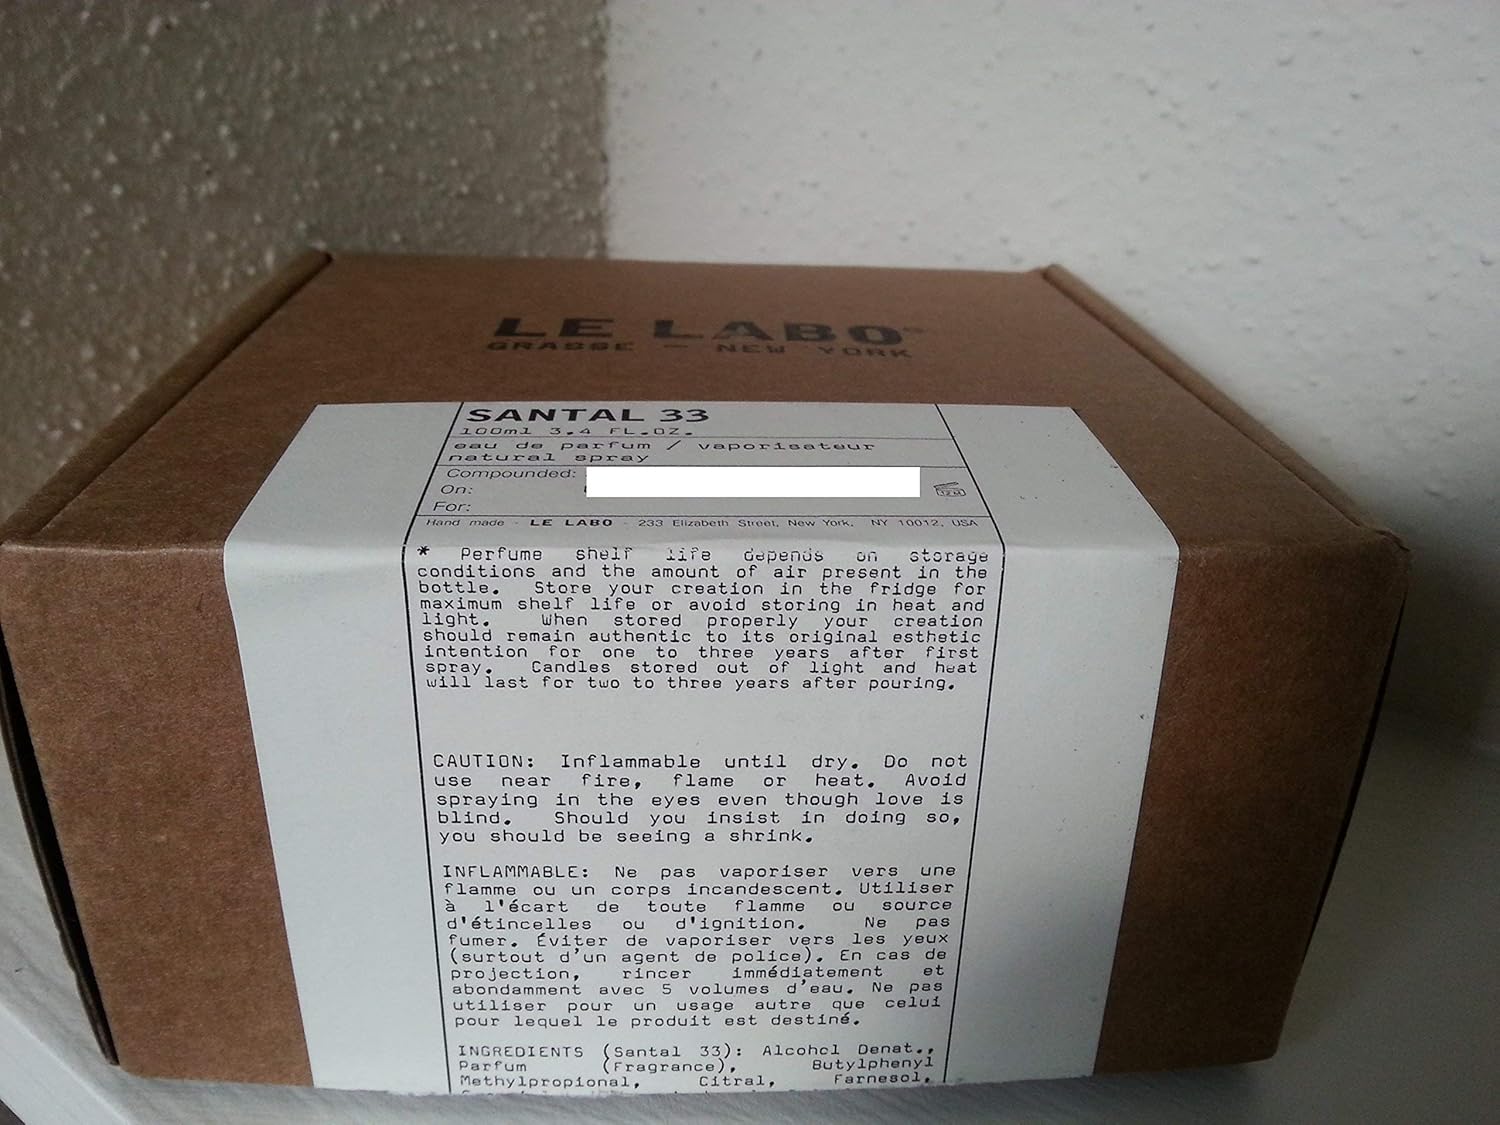 LE LABO
GRASSE - NEW YORK
SANTAL 33
100ml 3.4 FL.OZ.
eau de parfum / vaporisateur
natural spray
Compounded:
On:
12M
For:
Hand made - LE LABO - 233 Elizabeth Street, New York, NY 10012, USA
* Perfume shelf life depends on storage
conditions and the amount of air present in the
bottle. Store your creation in the fridge for
maximum shelf life or avoid storing in heat and
light. When stored properly your creation
should remain authentic to its original esthetic
intention for one to three years after first
spray. Candles stored out of light and heat
will last for two to three years after pouring.
CAUTION: Inflammable until dry. Do not
use near fire, flame or heat. Avoid
spraying in the eyes even though love is
blind. Should you insist in doing so,
you should be seeing a shrink.
INFLAMMABLE: Ne pas vaporiser vers une
flamme ou un corps incandescent. Utiliser
à l'écart de toute flamme ou source
d'étincelles ou d'ignition. Ne pas
fumer. Éviter de vaporiser vers les yeux
(surtout d'un agent de police). En cas de
projection, rincer immédiatement et
abondamment avec 5 volumes d'eau. Ne pas
utiliser pour un usage autre que celui
pour lequel le produit est destiné.
INGREDIENTS (Santal 33): Alcohol Denat.,
Parfum (Fragrance), Butylphenyl
Methylpropional, Citral, Farnesol,